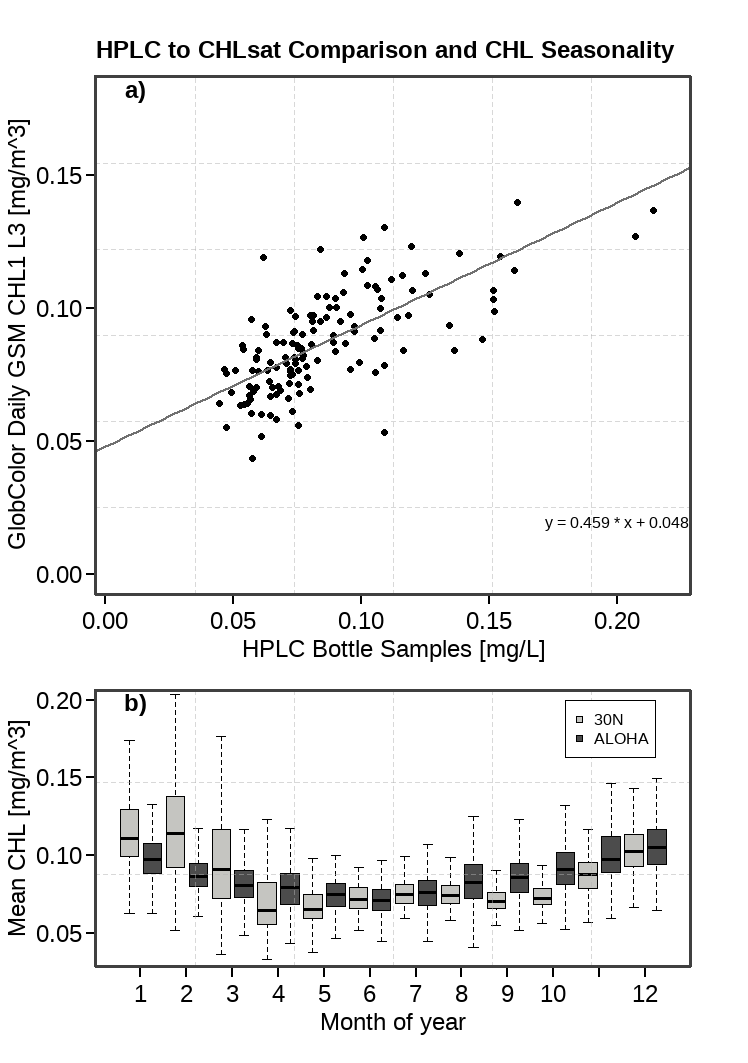 HPLC to CHLsat Comparison and CHL Seasonality
a)
GlobColor Daily GSM CHL1 L3 [mg/m^3]
0.15
0.10
0.05
0.00
y = 0.459 * x + 0.048
0.00 0.05 0.10 0.15 0.20
HPLC Bottle Samples [mg/L]
b)
Mean CHL [mg/m^3]
0.20
0.15
0.10
0.05
30N
ALOHA
1 2 3 4 5 6 7 8 9 10 12
Month of year